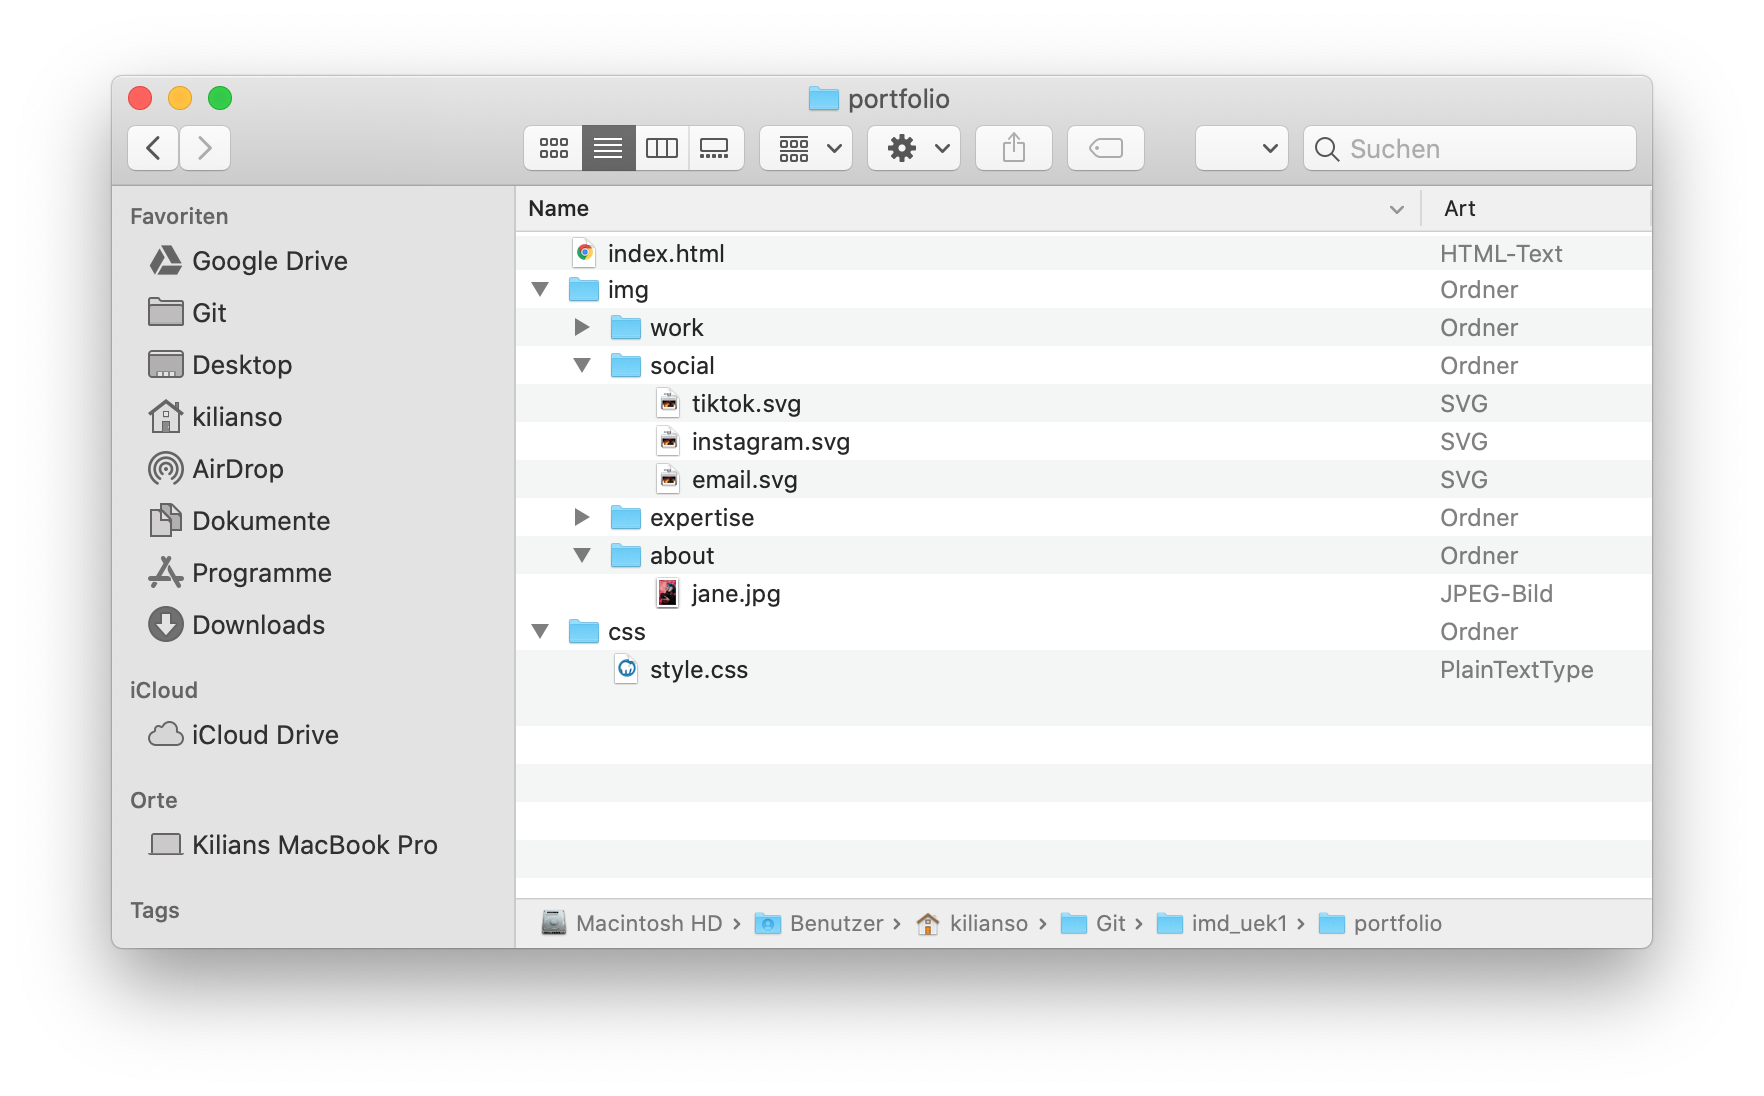 portfolio
Suchen
Favoriten
Google Drive
Git
Desktop
kilianso
AirDrop
Dokumente
Programme
Downloads
iCloud
iCloud Drive
Orte
Kilians MacBook Pro
Tags
Name Art
index.html HTML-Text
img Ordner
work Ordner
social Ordner
tiktok.svg SVG
instagram.svg SVG
email.svg SVG
expertise Ordner
about Ordner
jane.jpg JPEG-Bild
css Ordner
style.css PlainTextType
Macintosh HD › Benutzer › kilianso › Git › imd_uek1 › portfolio